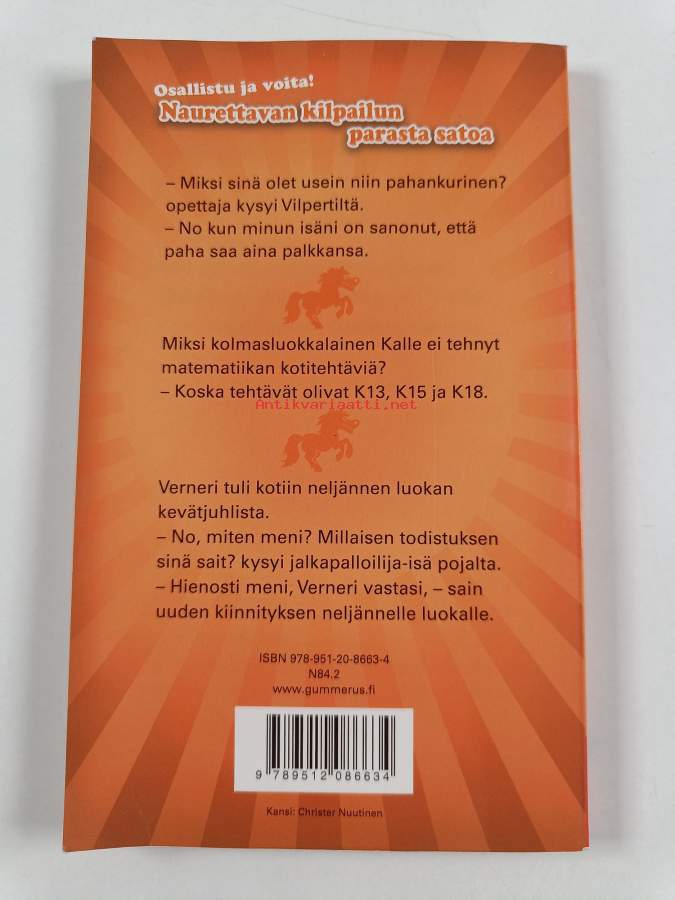 Osallistu ja voita!
Naurettavan kilpailun
parasta satoa
– Miksi sinä olet usein niin pahankurinen?
opettaja kysyi Vilpertiltä.
– No kun minun isäni on sanonut, että
paha saa aina palkkansa.
Miksi kolmasluokkalainen Kalle ei tehnyt
matematiikan kotitehtäviä?
– Koska tehtävät olivat K13, K15 ja K18.
Antikvariaatti.net
Verneri tuli kotiin neljännen luokan
kevätjuhlista.
– No, miten meni? Millaisen todistuksen
sinä sait? kysyi jalkapalloilija-isä pojalta.
– Hienosti meni, Verneri vastasi, – sain
uuden kiinnityksen neljännelle luokalle.
ISBN 978-951-20-8663-4
N84.2
www.gummerus.fi
9 789512 086634
Kansi: Christer Nuutinen